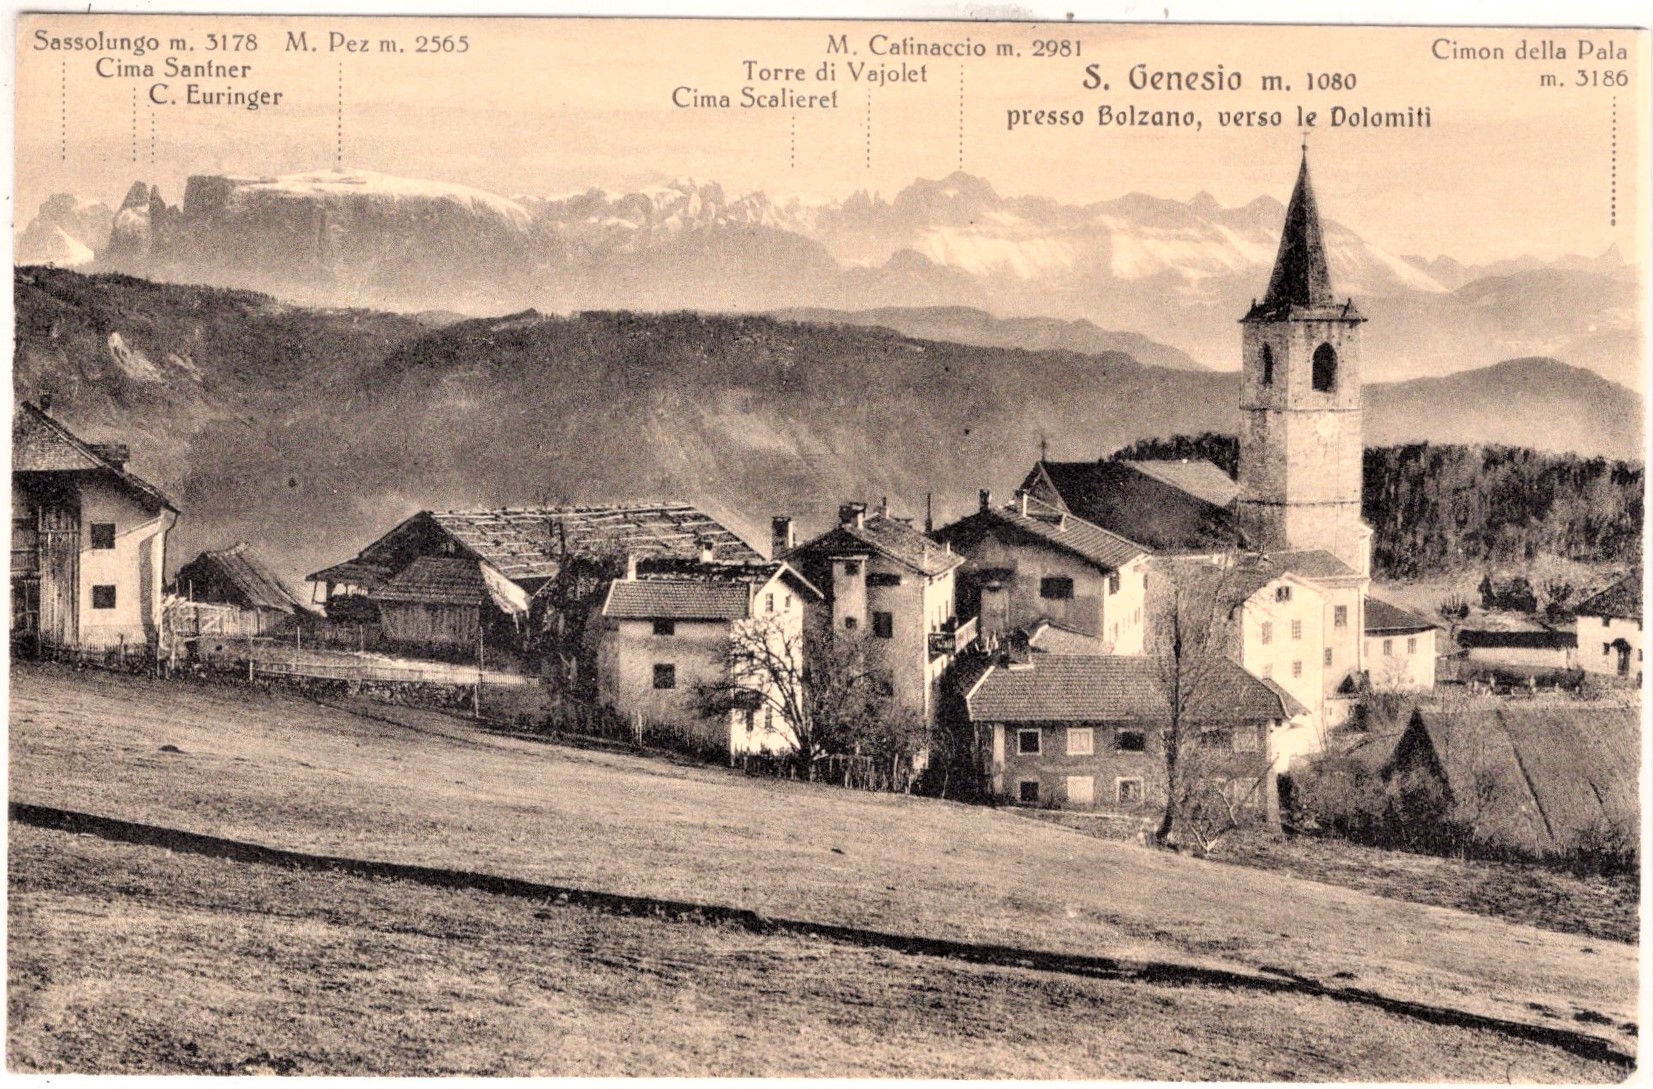 Sassolungo m. 3178
M. Pez m. 2565
Cima Santner
C. Euringer
M. Catinaccio m. 2981
Torre di Vajolet
Cima Scalieret
S. Genesio m. 1080
presso Bolzano, verso le Dolomiti
Cimon della Pala
m. 3186